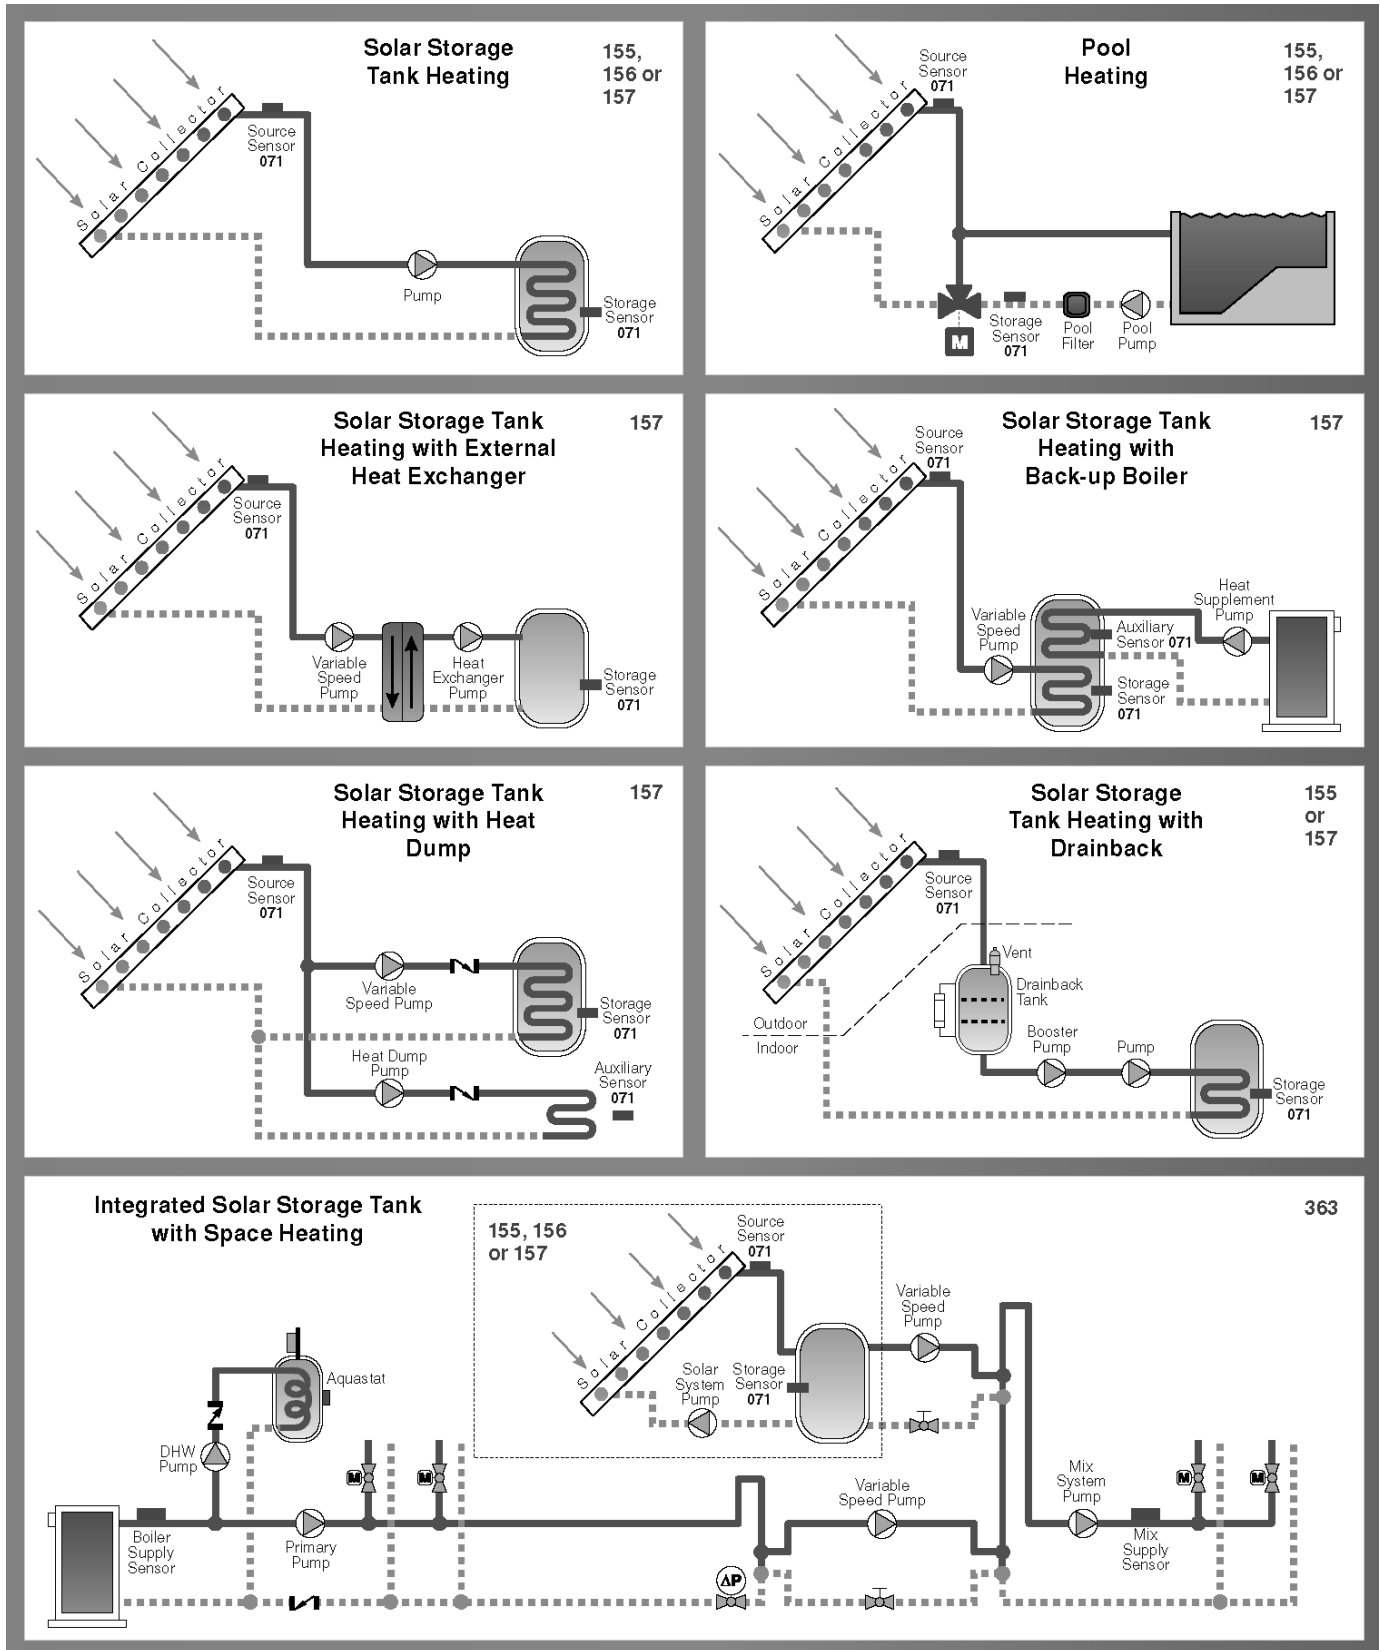 Solar Storage
Tank Heating
155,
156 or
157
Solar Collector
Source
Sensor
071
Pump
Storage
Sensor
071
Pool
Heating
155,
156 or
157
Source
Sensor
071
Solar Collector
M
Storage
Sensor
071
Pool
Filter
Pool
Pump
Solar Storage Tank
Heating with External
Heat Exchanger
157
Solar Collector
Source
Sensor
071
Variable
Speed
Pump
Heat
Exchanger
Pump
Storage
Sensor
071
Solar Storage Tank
Heating with
Back-up Boiler
157
Source
Sensor
071
Solar Collector
Variable
Speed
Pump
Auxiliary
Sensor 071
Storage
Sensor
071
Heat
Supplement
Pump
Solar Storage Tank
Heating with Heat
Dump
157
Solar Collector
Source
Sensor
071
Variable
Speed Pump
Storage
Sensor
071
Heat Dump
Pump
Auxiliary
Sensor
071
Solar Storage
Tank Heating with
Drainback
155
or
157
Solar Collector
Source
Sensor
071
Vent
Drainback
Tank
Outdoor
Indoor
Booster
Pump
Pump
Storage
Sensor
071
Integrated Solar Storage Tank
with Space Heating
363
155, 156
or 157
Source
Sensor
071
Solar Collector
Solar
System
Pump
Storage
Sensor
071
Variable
Speed
Pump
Aquastat
DHW
Pump
M
M
Boiler
Supply
Sensor
Primary
Pump
Variable
Speed Pump
ΔP
Mix
System
Pump
Mix
Supply
Sensor
M
M